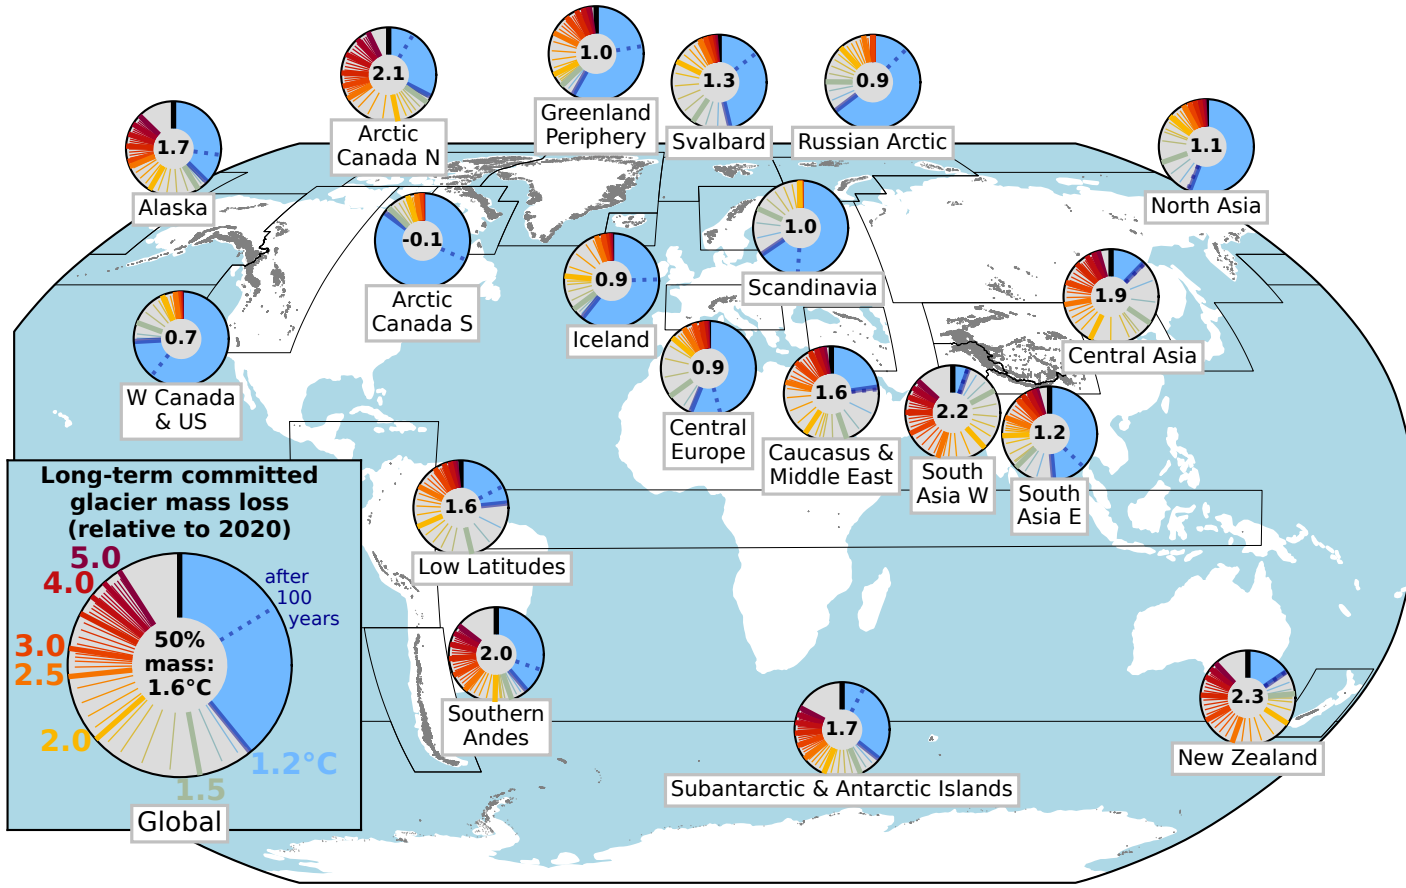 2.1
Arctic
Canada N
1.0
Greenland
Periphery
1.3
Svalbard
0.9
Russian Arctic
1.7
Alaska
1.1
North Asia
-0.1
Arctic
Canada S
0.9
Iceland
1.0
Scandinavia
1.9
Central Asia
0.7
W Canada
& US
0.9
Central
Europe
1.6
Caucasus &
Middle East
2.2
South
Asia W
1.2
South
Asia E
1.6
Low Latitudes
2.0
Southern
Andes
1.7
Subantarctic & Antarctic Islands
2.3
New Zealand
Long-term committed
glacier mass loss
(relative to 2020)
5.0
4.0
3.0
2.5
2.0
1.5
1.2°C
after
100
years
50%
mass:
1.6°C
Global